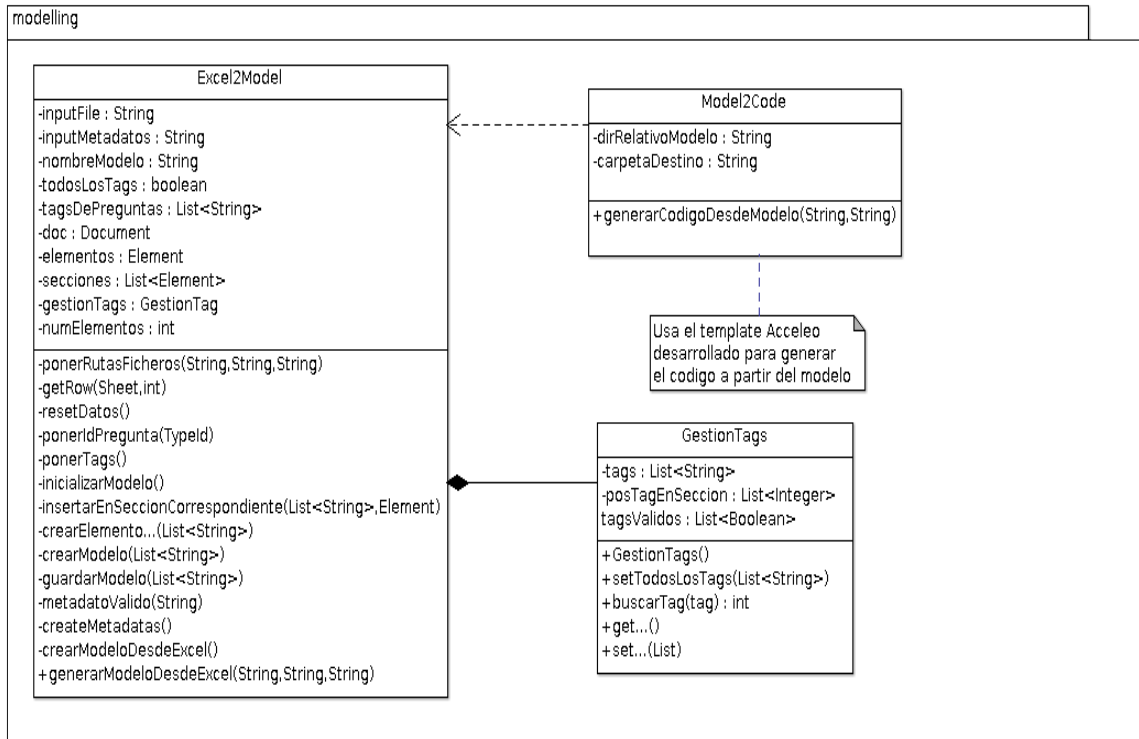 modelling
Excel2Model
-inputFile : String
-inputMetadatos : String
-nombreModelo : String
-todosLosTags : boolean
-tagsDePreguntas : List<String>
-doc : Document
-elementos : Element
-secciones : List<Element>
-gestionTags : GestionTag
-numElementos : int
-ponerRutasFicheros(String,String,String)
-getRow(Sheet,int)
-resetDatos()
-ponerIdPregunta(TypeId)
-ponerTags()
-inicializarModelo()
-insertarEnSeccionCorrespondiente(List<String>,Element)
-crearElemento...(List<String>)
-crearModelo(List<String>)
-guardarModelo(List<String>)
-metadatoValido(String)
-createMetadatas()
-crearModeloDesdeExcel()
+generarModeloDesdeExcel(String,String,String)
Model2Code
-dirRelativoModelo : String
-carpetaDestino : String
+generarCodigoDesdeModelo(String,String)
Usa el template Acceleo
desarrollado para generar
el codigo a partir del modelo
GestionTags
-tags : List<String>
-posTagEnSeccion : List<Integer>
tagsValidos : List<Boolean>
+GestionTags()
+setTodosLosTags(List<String>)
+buscarTag(tag) : int
+get...()
+set...(List)